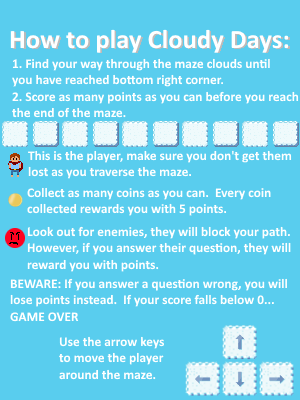 How to play Cloudy Days:
1. Find your way through the maze clouds until
you have reached bottom right corner.
2. Score as many points as you can before you reach
the end of the maze.
This is the player, make sure you don't get them
lost as you traverse the maze.
Collect as many coins as you can.  Every coin
collected rewards you with 5 points.
Look out for enemies, they will block your path.
However, if you answer their question, they will
reward you with points.
BEWARE: If you answer a question wrong, you will
lose points instead.  If your score falls below 0...
GAME OVER
Use the arrow keys
to move the player
around the maze.